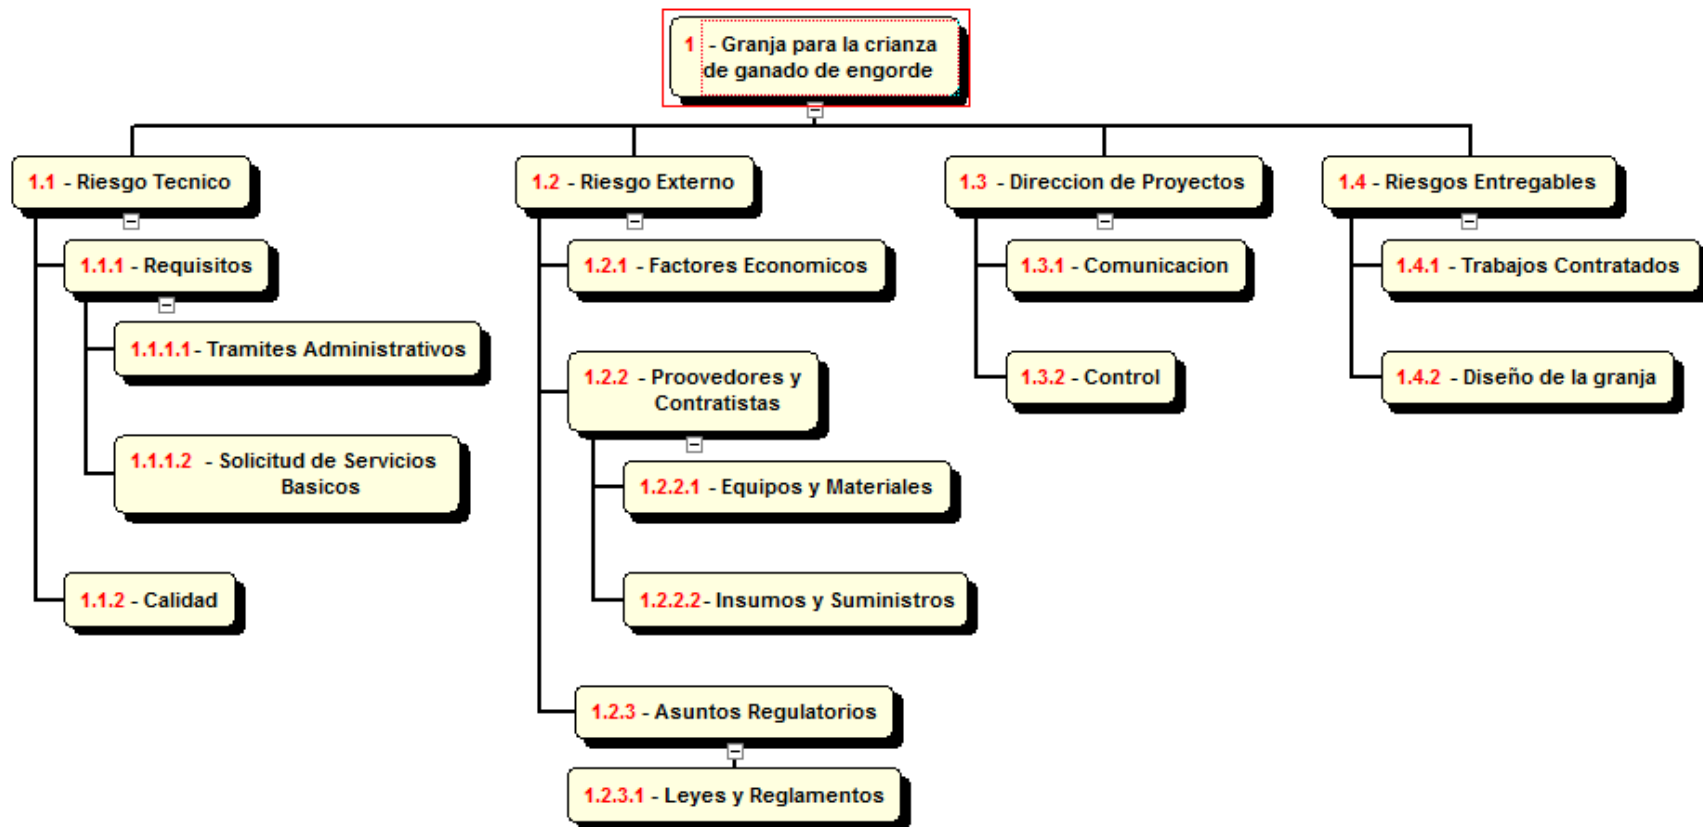 1 - Granja para la crianza
de ganado de engorde
1.1 - Riesgo Tecnico
1.1.1 - Requisitos
1.1.1.1- Tramites Administrativos
1.1.1.2 - Solicitud de Servicios
Basicos
1.1.2 - Calidad
1.2 - Riesgo Externo
1.2.1 - Factores Economicos
1.2.2 - Proovedores y
Contratistas
1.2.2.1 - Equipos y Materiales
1.2.2.2- Insumos y Suministros
1.2.3 - Asuntos Regulatorios
1.2.3.1 - Leyes y Reglamentos
1.3 - Direccion de Proyectos
1.3.1 - Comunicacion
1.3.2 - Control
1.4 - Riesgos Entregables
1.4.1 - Trabajos Contratados
1.4.2 - Diseño de la granja